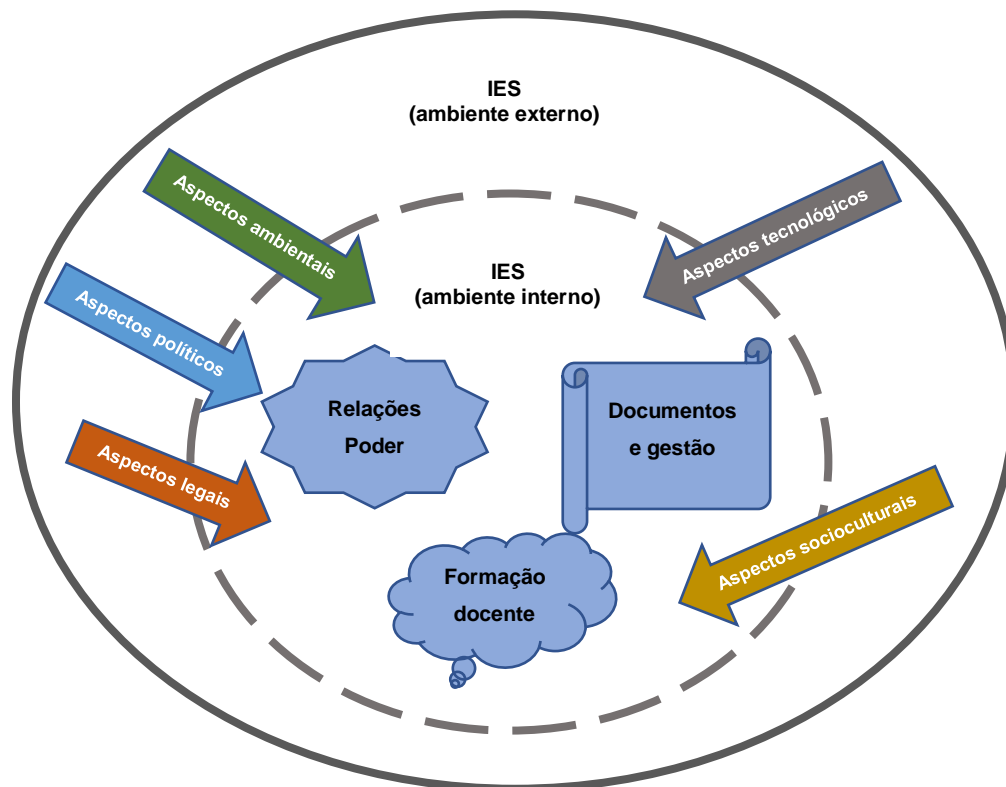 IES
(ambiente externo)
Aspectos ambientais
Aspectos tecnológicos
IES
(ambiente interno)
Aspectos políticos
Relações
Poder
Documentos
e gestão
Aspectos legais
Aspectos socioculturais
Formação
docente